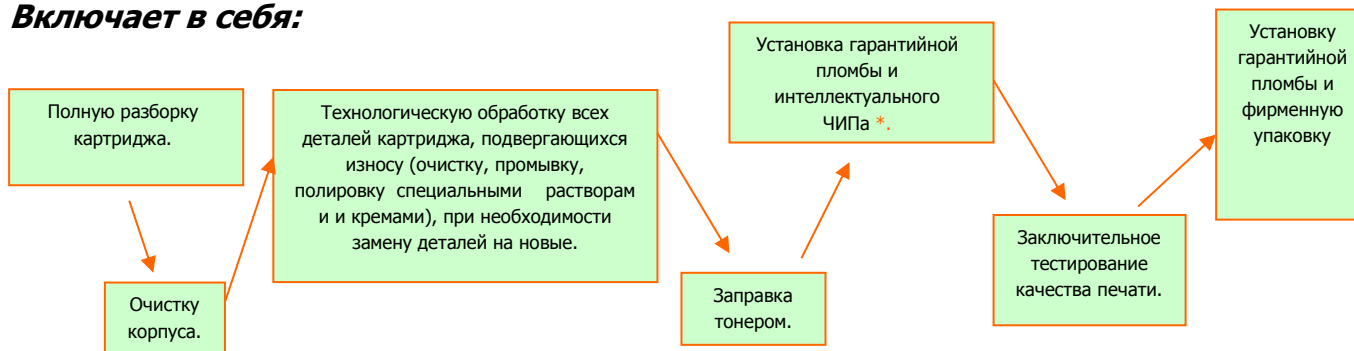 Включает в себя:
Полную разборку
картриджа.
Очистку
корпуса.
Технологическую обработку всех
деталей картриджа, подвергающихся
износу (очистку, промывку,
полировку специальными растворам
и и кремами), при необходимости
замену деталей на новые.
Заправка
тонером.
Установка гарантийной
пломбы и
интеллектуального
ЧИПа *.
Заключительное
тестирование
качества печати.
Установку
гарантийной
пломбы и
фирменную
упаковку